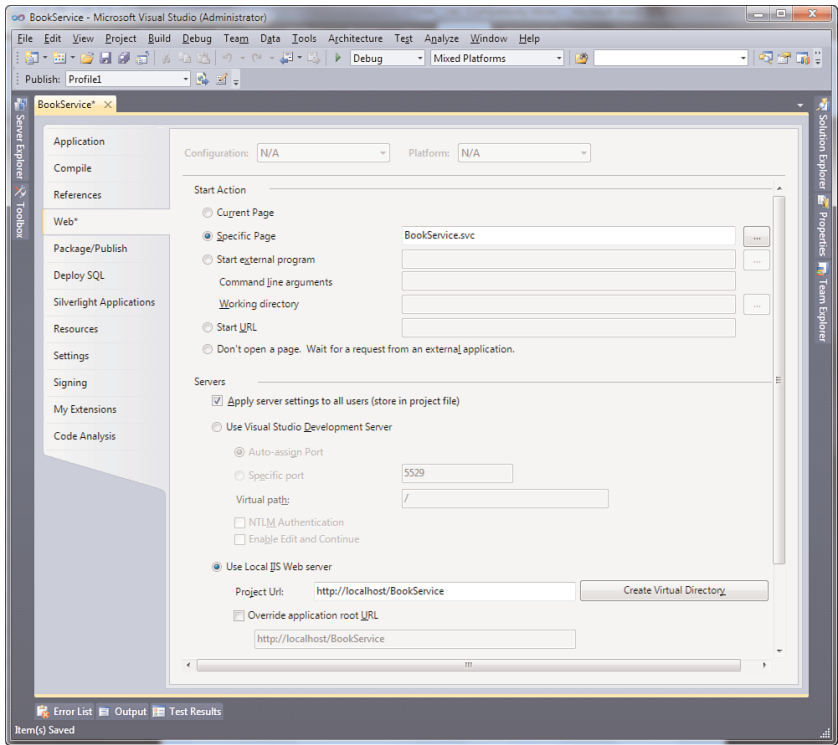 BookService - Microsoft Visual Studio (Administrator)
File Edit View Project Build Debug Team Data Tools Architecture Test Analyze Window Help
Debug Mixed Platforms
Publish: Profile1
BookService*
Server Explorer
Toolbox
Solution Explorer
Properties
Team Explorer
Application
Compile
References
Web*
Package/Publish
Deploy SQL
Silverlight Applications
Resources
Settings
Signing
My Extensions
Code Analysis
Configuration: N/A Platform: N/A
Start Action
Current Page
Specific Page BookService.svc ...
Start external program ...
Command line arguments
Working directory ...
Start URL
Don't open a page. Wait for a request from an external application.
Servers
Apply server settings to all users (store in project file)
Use Visual Studio Development Server
Auto-assign Port
Specific port 5529
Virtual path: /
NTLM Authentication
Enable Edit and Continue
Use Local IIS Web server
Project Url: http://localhost/BookService Create Virtual Directory
Override application root URL
http://localhost/BookService
Error List Output Test Results
Item(s) Saved